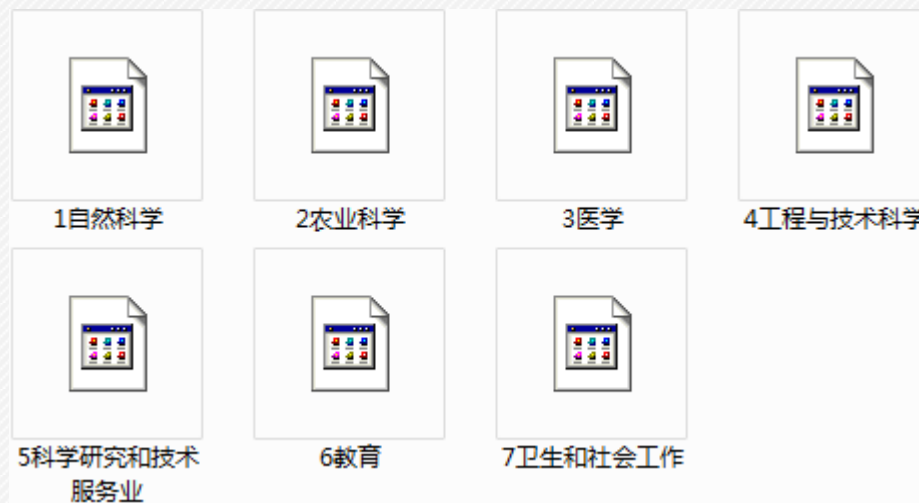 1自然科学
2农业科学
3医学
4工程与技术科学
5科学研究和技术
服务业
6教育
7卫生和社会工作